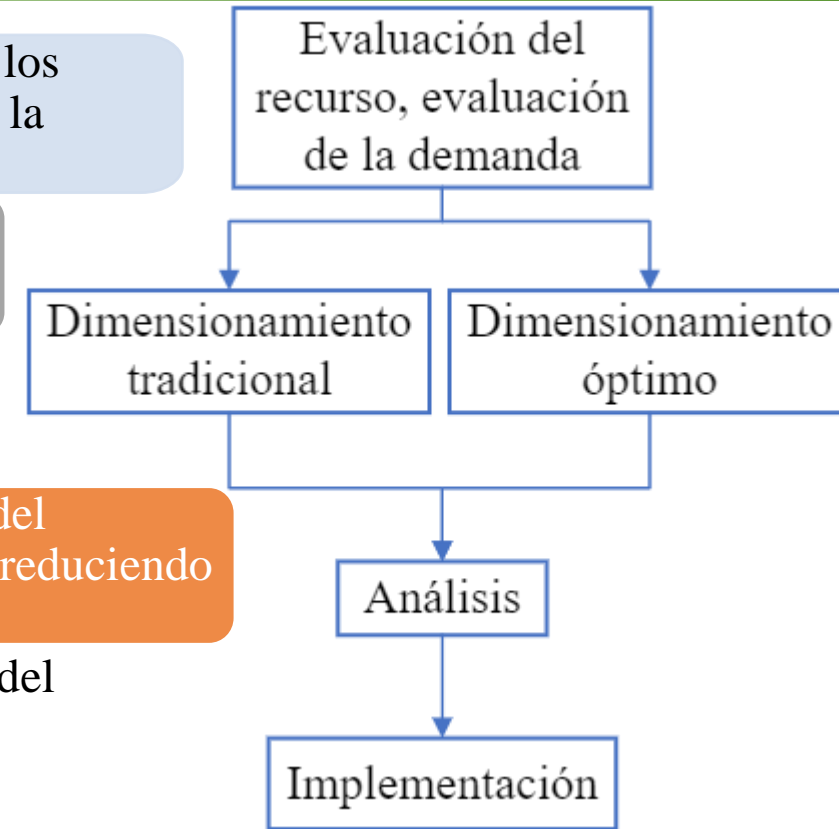 los
la
del
reduciendo
del
Evaluación del
recurso, evaluación
de la demanda
Dimensionamiento
tradicional
Dimensionamiento
óptimo
Análisis
Implementación